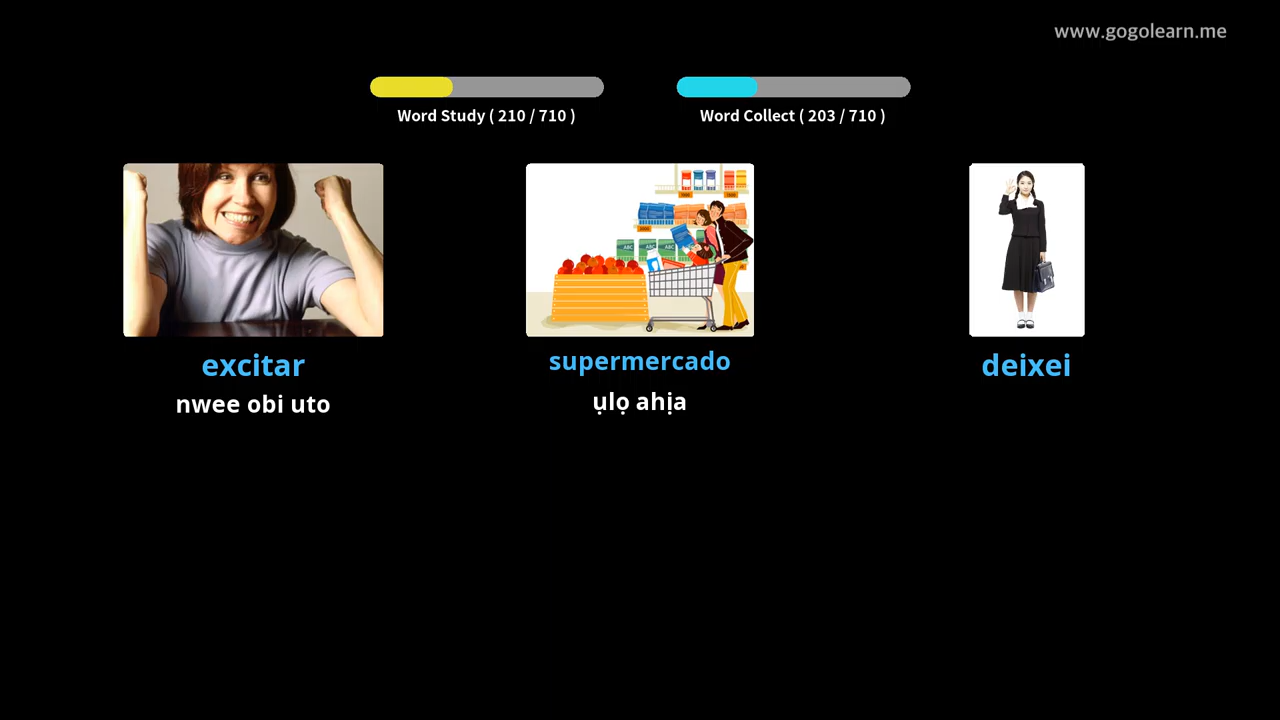 www.gogolearn.me
Word Study ( 210 / 710 )
Word Collect ( 203 / 710 )
excitar
nwee obi uto
supermercado
ụlọ ahịa
deixei